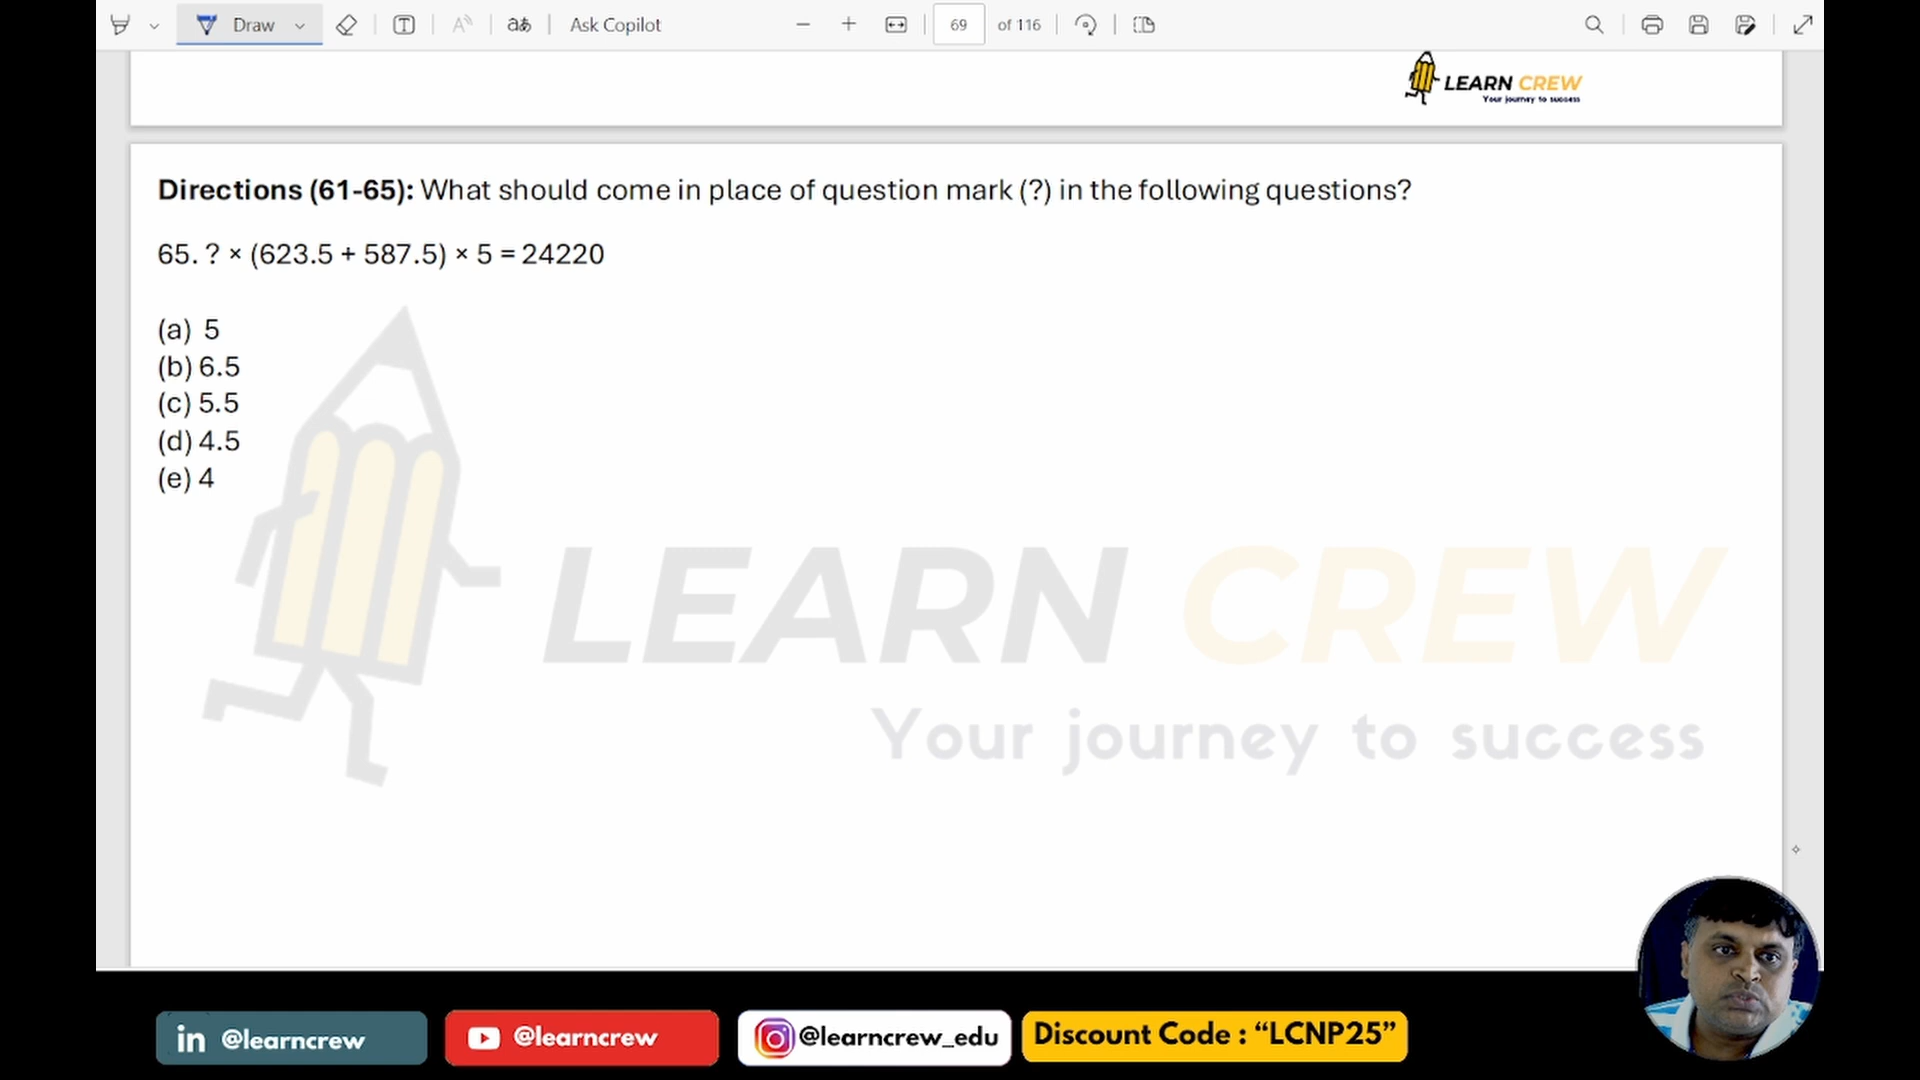 Draw
Ask Copilot
69 of 116
LEARN CREW
Your journey to success
Directions (61-65): What should come in place of question mark (?) in the following questions?
65. ? × (623.5 + 587.5) × 5 = 24220
(a) 5
(b) 6.5
(c) 5.5
(d) 4.5
(e) 4
LEARN CREW
Your journey to success
in @learncrew
@learncrew
@learncrew_edu
Discount Code : “LCNP25”